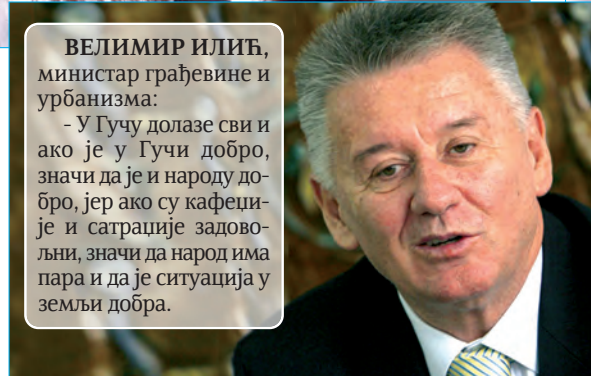 ВЕЛИМИР ИЛИЋ,
министар грађевине и
урбанизма:
- У Гучу долазе сви и
ако је у Гучи добро,
значи да је и народу до-
бро, јер ако су кафеџи-
је и сатраџије задово-
љни, значи да народ има
пара и да је ситуација у
земљи добра.